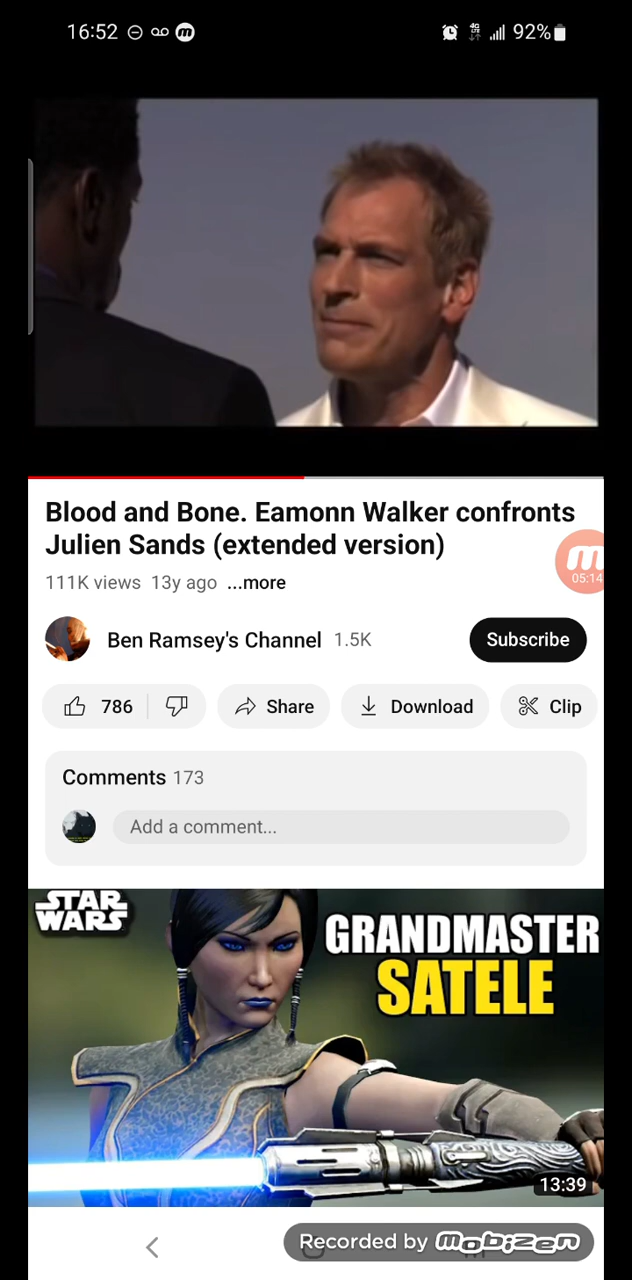 16:52
4G
LTE
92%
Blood and Bone. Eamonn Walker confronts
Julien Sands (extended version)
111K views 13y ago ...more
m
05:14
Ben Ramsey's Channel 1.5K
Subscribe
786
Share
Download
Clip
Comments 173
Add a comment...
STAR
WARS
GRANDMASTER
SATELE
13:39
Recorded by mobizen